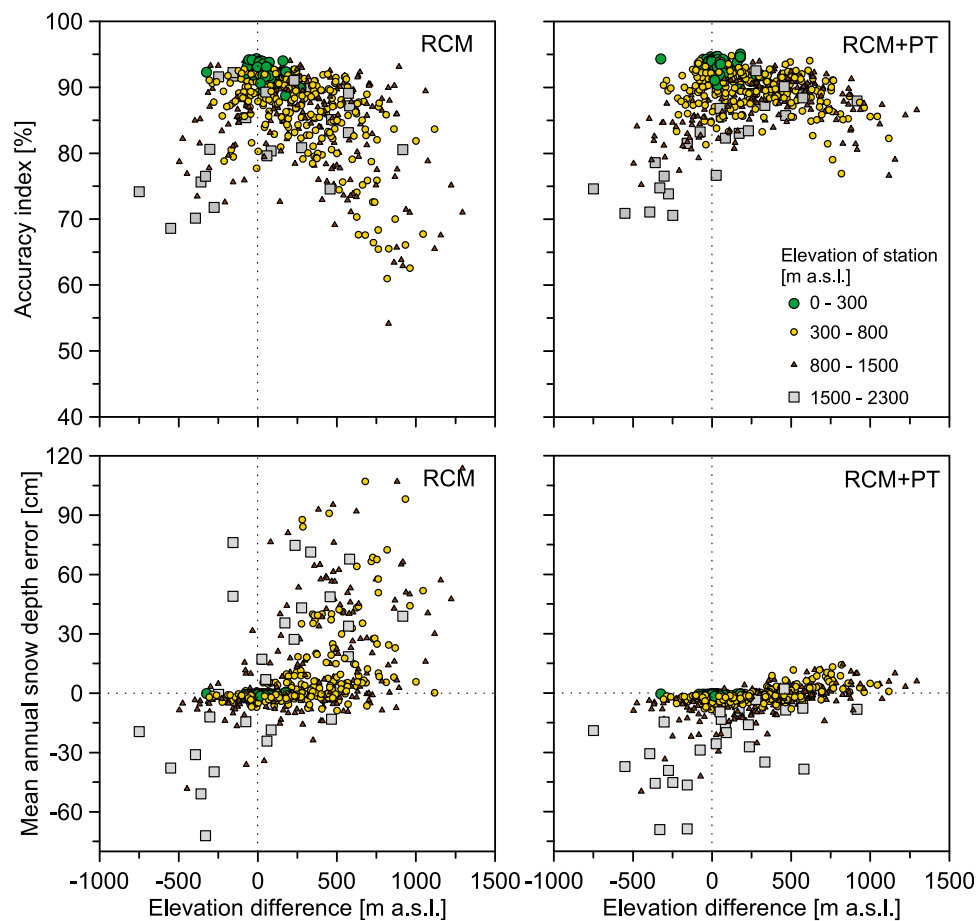 RCM
RCM+PT
Accuracy index [%]
100
90
80
70
60
50
40
Elevation of station
[m a.s.l.]
0 - 300
300 - 800
800 - 1500
1500 - 2300
RCM
RCM+PT
Mean annual snow depth error [cm]
120
90
60
30
0
-30
-60
-1000 -500 0 500 1000 1500
-1000 -500 0 500 1000 1500
Elevation difference [m a.s.l.]
Elevation difference [m a.s.l.]